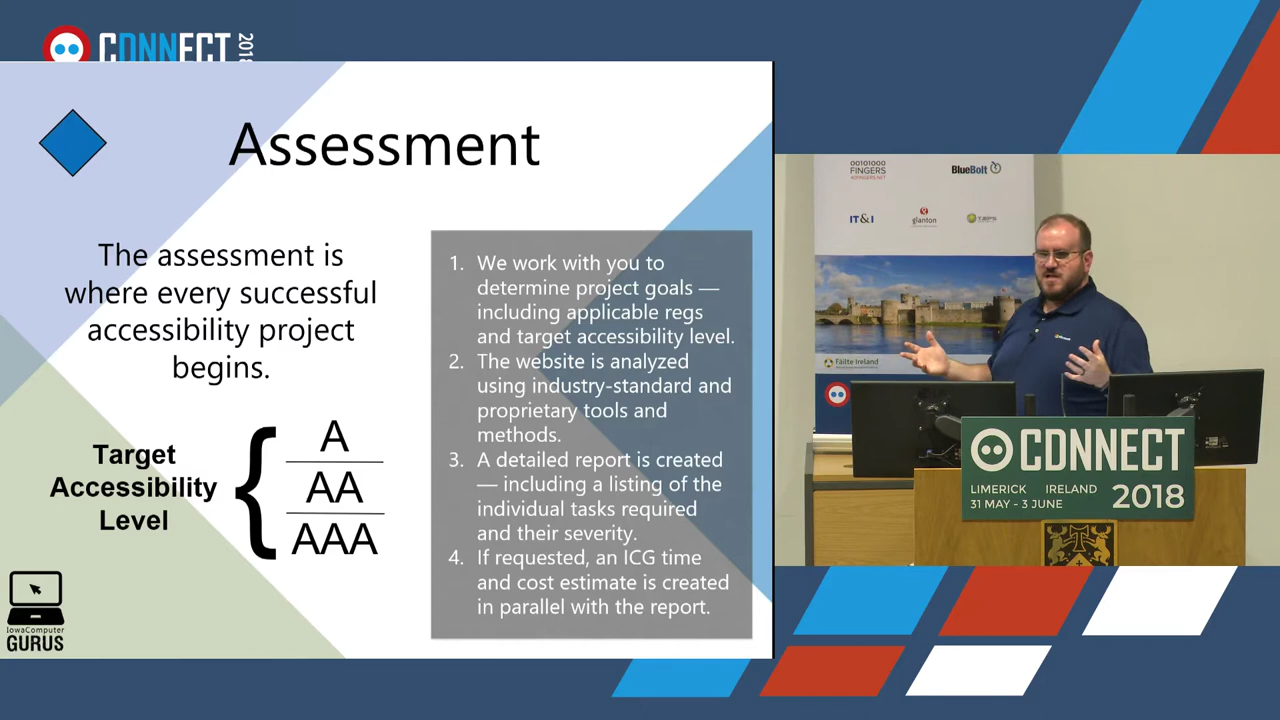 CONNECT 2018
Assessment
The assessment is
where every successful
accessibility project
begins.
Target
Accessibility
Level
A
AA
AAA
1. We work with you to
determine project goals —
including applicable regs
and target accessibility level.
2. The website is analyzed
using industry-standard and
proprietary tools and
methods.
3. A detailed report is created
— including a listing of the
individual tasks required
and their severity.
4. If requested, an ICG time
and cost estimate is created
in parallel with the report.
IowaComputer
GURUS
00101000
FINGERS
BlueBolt
IT&I
glanton
Fáilte Ireland
CONNECT
LIMERICK IRELAND
31 MAY - 3 JUNE
2018